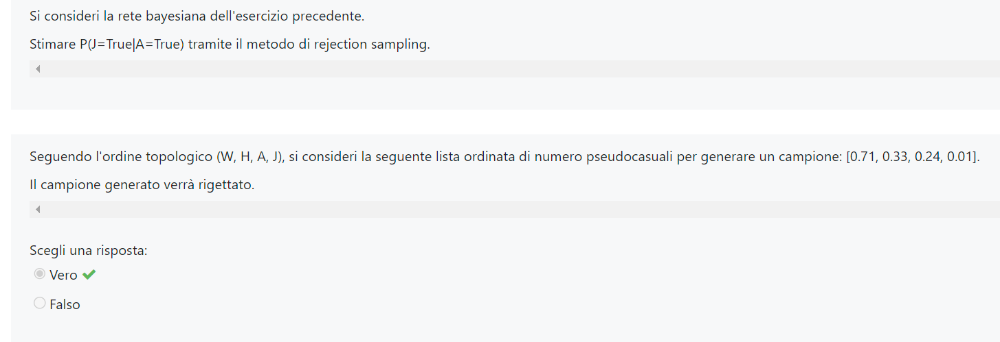 Si consideri la rete bayesiana dell'esercizio precedente.
Stimare P(J=True|A=True) tramite il metodo di rejection sampling.
Seguendo l'ordine topologico (W, H, A, J), si consideri la seguente lista ordinata di numero pseudocasuali per generare un campione: [0.71, 0.33, 0.24, 0.01].
Il campione generato verrà rigettato.
Scegli una risposta:
Vero
Falso